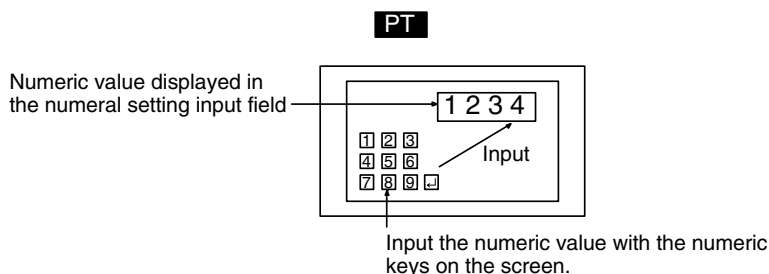 PT
Numeric value displayed in
the numeral setting input field
1 2 3 4
1 2 3
4 5 6
Input
7 8 9 ↵
Input the numeric value with the numeric
keys on the screen.